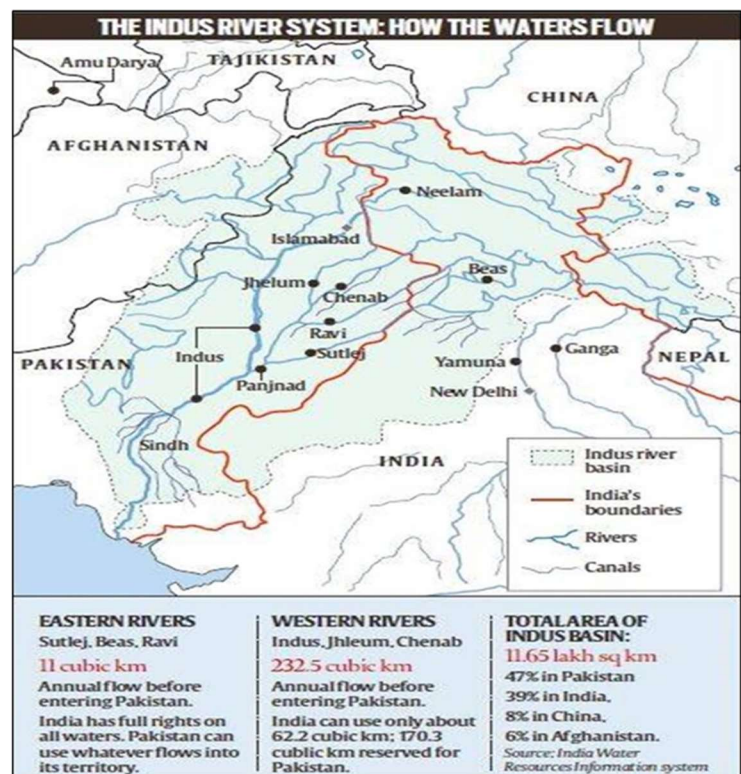 THE INDUS RIVER SYSTEM: HOW THE WATERS FLOW
Amu Darya
TAJIKISTAN
CHINA
AFGHANISTAN
Neelam
Islamabad
Jhelum
Beas
Chenab
Ravi
Indus
Sutlej
PAKISTAN
Panjnad
Yamuna
Ganga
NEPAL
New Delhi
Sindh
INDIA
Indus river
basin
India's
boundaries
Rivers
Canals
EASTERN RIVERS
Sutlej, Beas, Ravi
11 cubic km
Annual flow before
entering Pakistan.
India has full rights on
all waters. Pakistan can
use whatever flows into
its territory.
WESTERN RIVERS
Indus, Jhleum, Chenab
232.5 cubic km
Annual flow before
entering Pakistan.
India can use only about
62.2 cubic km; 170.3
cublic km reserved for
Pakistan.
TOTAL AREA OF
INDUS BASIN:
11.65 lakh sq km
47% in Pakistan
39% in India,
8% in China,
6% in Afghanistan.
Source; India Water
Resources Information system